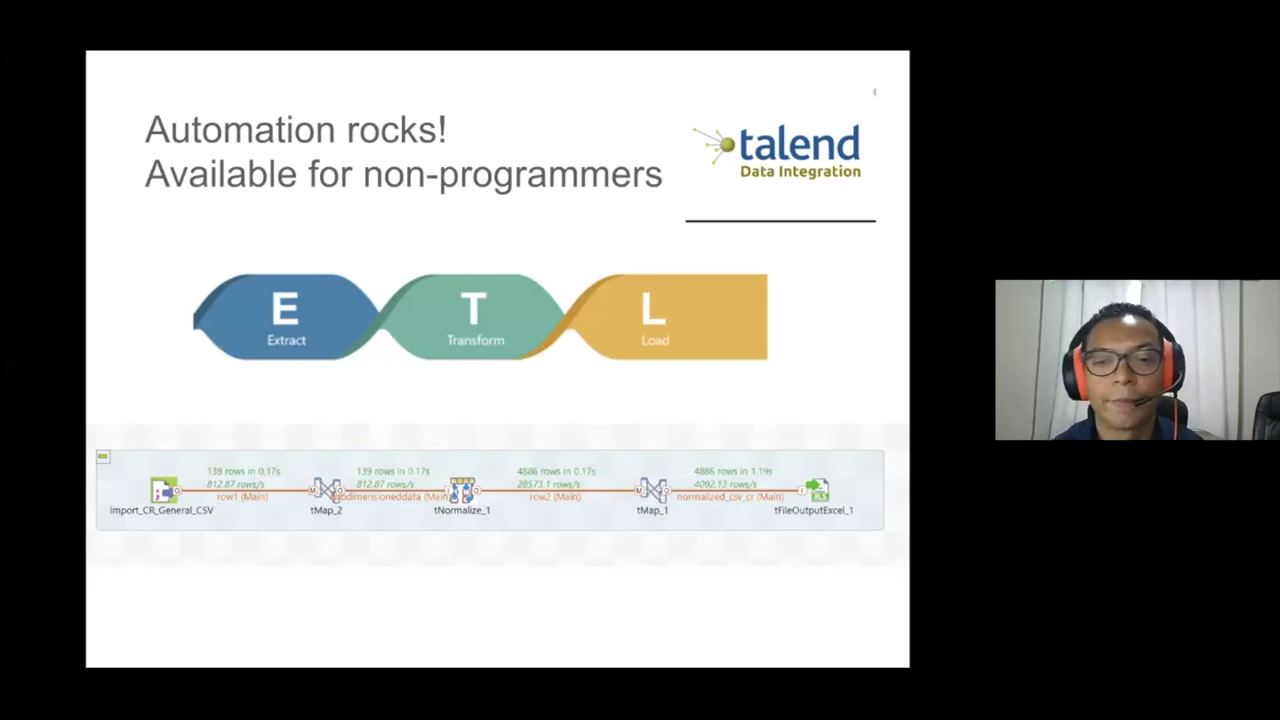 Automation rocks!
Available for non-programmers
talend
Data Integration
E
Extract
T
Transform
L
Load
139 rows in 0.17s
812.87 rows/s
row1 (Main)
139 rows in 0.17s
812.87 rows/s
(Main)
4886 rows in 0.17s
28573.1 rows/s
row2 (Main)
4886 rows in 1.19s
4092.13 rows/s
normalized_csv_cr (Main)
Import_CR_General_CSV
tMap_2
tNormalize_1
tMap_1
tFileOutputExcel_1